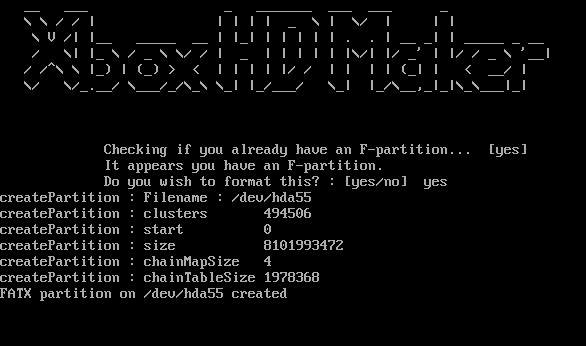 XboxHDMaker
Checking if you already have an F-partition... [yes]
It appears you have an F-partition.
Do you wish to format this? : [yes/no] yes
createPartition : Filename : /dev/hda55
createPartition : clusters 494506
createPartition : start 0
createPartition : size 8101993472
createPartition : chainMapSize 4
createPartition : chainTableSize 1978368
FATX partition on /dev/hda55 created